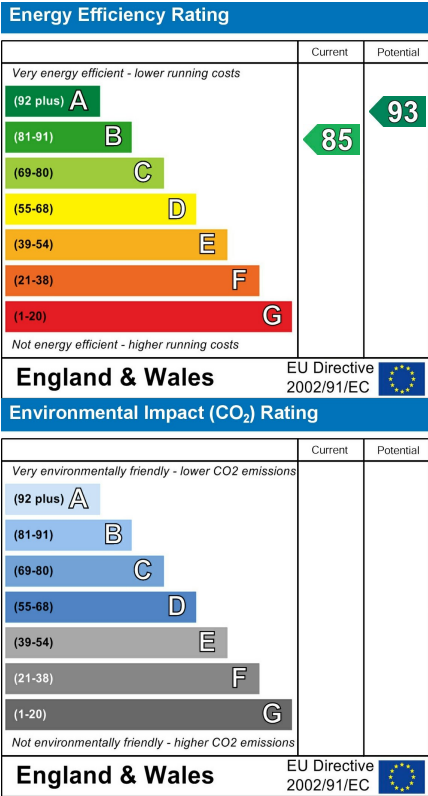 Energy Efficiency Rating
Current Potential
Very energy efficient - lower running costs
(92 plus) A
93
(81-91) B
85
(69-80) C
(55-68) D
(39-54) E
(21-38) F
(1-20) G
Not energy efficient - higher running costs
England & Wales
EU Directive
2002/91/EC
Environmental Impact (CO₂) Rating
Current Potential
Very environmentally friendly - lower CO2 emissions
(92 plus) A
(81-91) B
(69-80) C
(55-68) D
(39-54) E
(21-38) F
(1-20) G
Not environmentally friendly - higher CO2 emissions
England & Wales
EU Directive
2002/91/EC